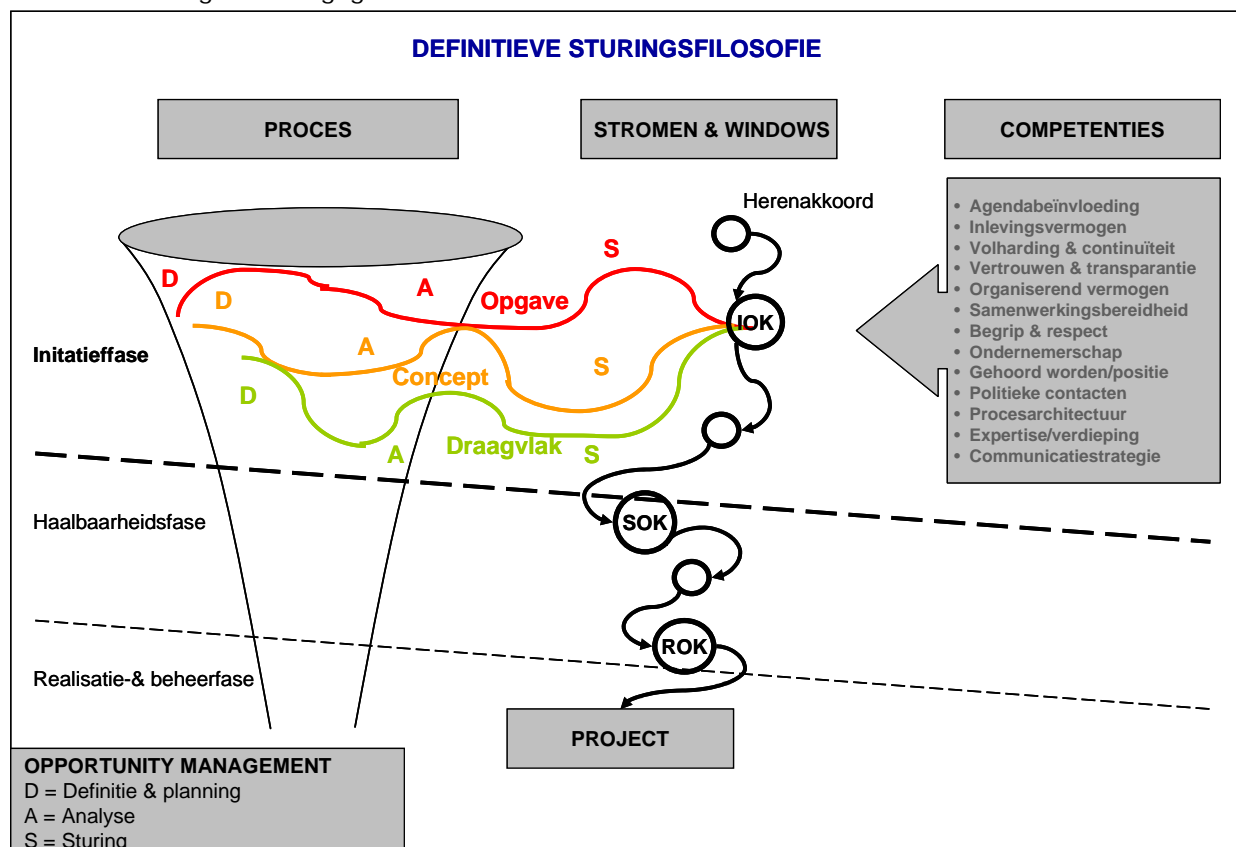 DEFINITIEVE STURINGSFILOSOFIE
PROCES
STROMEN & WINDOWS
COMPETENTIES
Herenakkoord
• Agendabeïnvloeding
• Inlevingsvermogen
• Volharding & continuïteit
• Vertrouwen & transparantie
• Organiserend vermogen
• Samenwerkingsbereidheid
• Begrip & respect
• Ondernemerschap
• Gehoord worden/positie
• Politieke contacten
• Procesarchitectuur
• Expertise/verdieping
• Communicatiestrategie
D
A
Opgave
S
IOK
Initatieffase
D
A
Concept
S
D
A
Draagvlak
S
Haalbaarheidsfase
SOK
ROK
Realisatie-& beheerfase
PROJECT
OPPORTUNITY MANAGEMENT
D = Definitie & planning
A = Analyse
S = Sturing